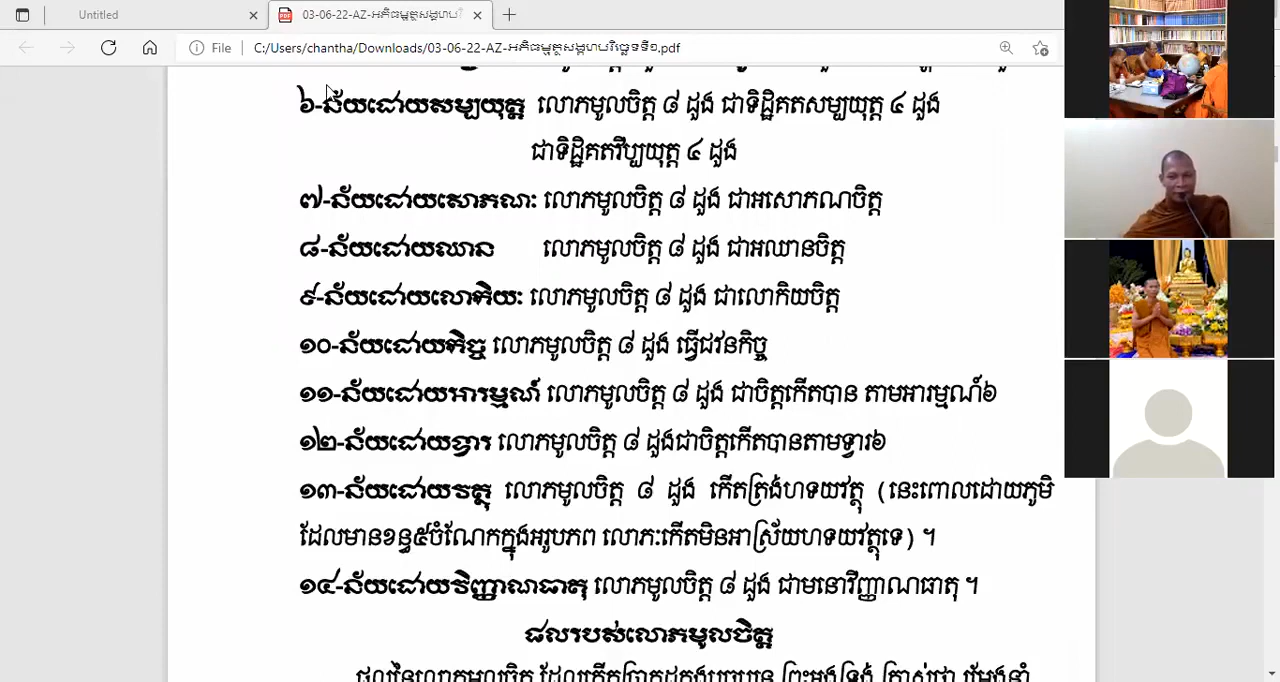 Untitled
03-06-22-AZ-អភិធម្មត្ថសង្គហប
File C:/Users/chantha/Downloads/03-06-22-AZ-អភិធម្មត្ថសង្គហបរិច្ឆេទទី១.pdf
៦-ន័យដោយសម្បយុត្ត លោភមូលចិត្ត ៨ ដួង ជាទិដ្ឋិគតសម្បយុត្ត ៤ ដួង
ជាទិដ្ឋិគតវិប្បយុត្ត ៤ ដួង
៧-ន័យដោយសោភណៈ លោភមូលចិត្ត ៨ ដួង ជាអសោភណចិត្ត
៨-ន័យដោយឈាន លោភមូលចិត្ត ៨ ដួង ជាអឈានចិត្ត
៩-ន័យដោយលោកិយៈ លោភមូលចិត្ត ៨ ដួង ជាលោកិយចិត្ត
១០-ន័យដោយកិច្ច លោភមូលចិត្ត ៨ ដួង ធ្វើជវនកិច្ច
១១-ន័យដោយអារម្មណ៍ លោភមូលចិត្ត ៨ ដួង ជាចិត្តកើតបាន តាមអារម្មណ៍៦
១២-ន័យដោយទ្វារ លោភមូលចិត្ត ៨ ដួងជាចិត្តកើតបានតាមទ្វារ៦
១៣-ន័យដោយវត្ថុ លោភមូលចិត្ត ៨ ដួង កើតត្រង់ហទយវត្ថុ (នេះពោលដោយភូមិ
ដែលមានខន្ធ៥ចំណែកក្នុងអរូបភព លោភៈកើតមិនអាស្រ័យហទយវត្ថុទេ) ។
១៤-ន័យដោយវិញ្ញាណធាតុ លោភមូលចិត្ត ៨ ដួង ជាមនោវិញ្ញាណធាតុ ។
ផលរបស់លោភមូលចិត្ត